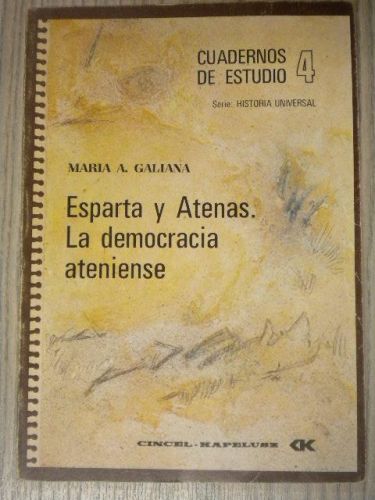 CUADERNOS
DE ESTUDIO 4
Serie: HISTORIA UNIVERSAL
MARIA A. GALIANA
Esparta y Atenas.
La democracia
ateniense
CINCEL-KAPELUSZ CK